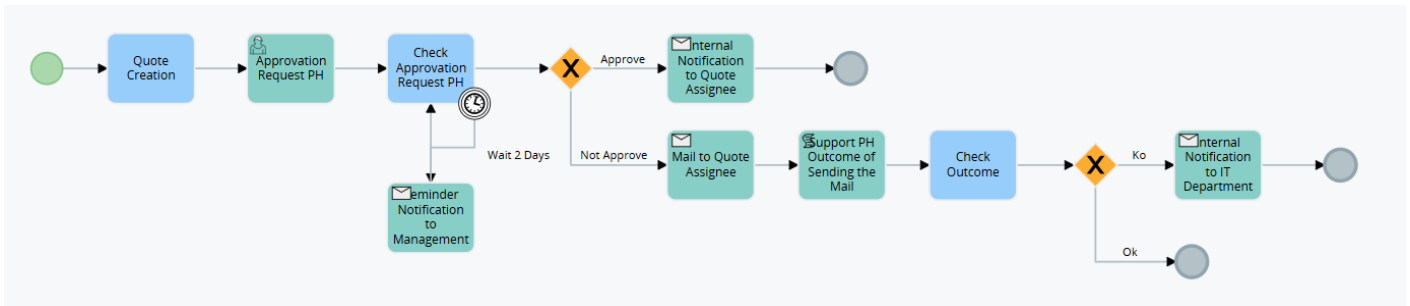 Quote
Creation
Approvation
Request PH
Check
Approvation
Request PH
X
Approve
nternal
Notification
to Quote
Assignee
Wait 2 Days
eminder
Notification
to
Management
Not Approve
Mail to Quote
Assignee
Support PH
Outcome of
Sending the
Mail
Check
Outcome
X
Ko
nternal
Notification
to IT
Department
Ok